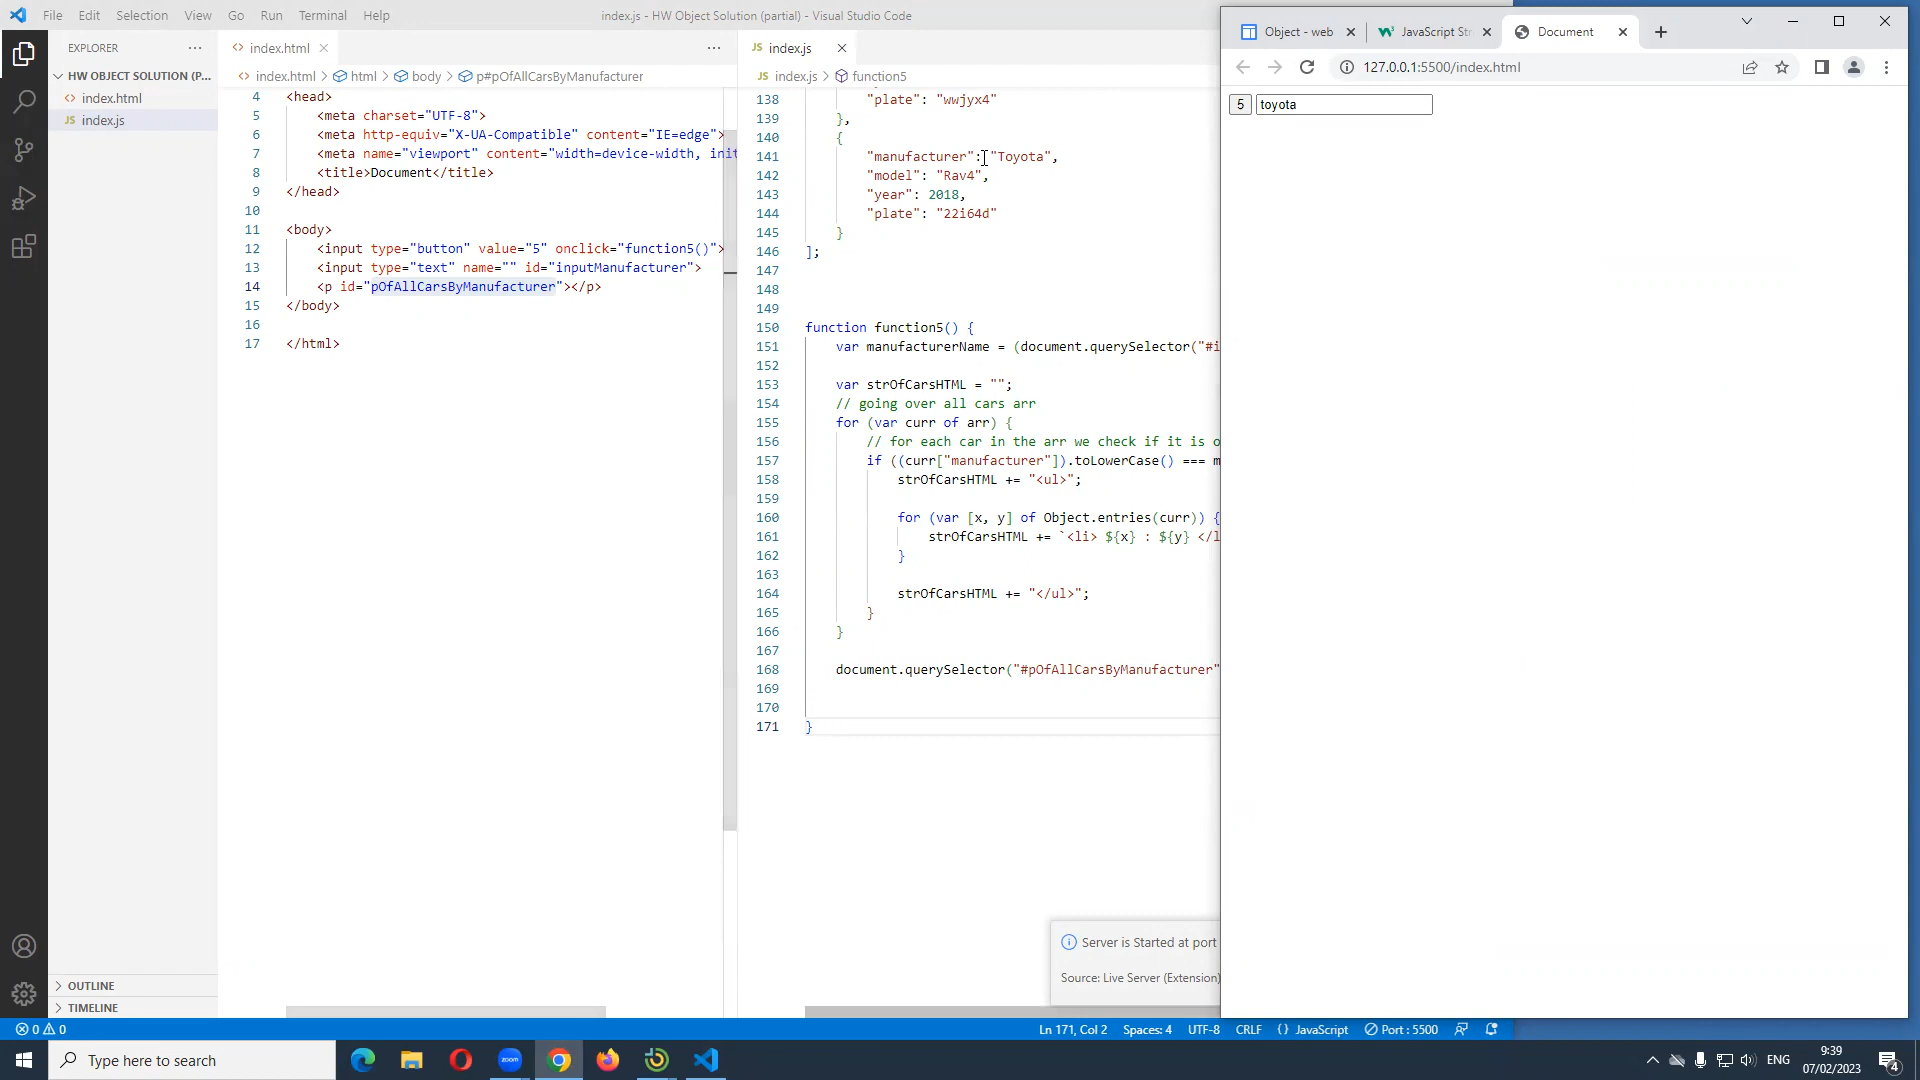 File Edit Selection View Go Run Terminal Help
index.js - HW Object Solution (partial) - Visual Studio Code
EXPLORER
HW OBJECT SOLUTION (P...
index.html
index.js
OUTLINE
TIMELINE
index.html
index.html > html > body > p#pOfAllCarsByManufacturer
4 <head>
5 <meta charset="UTF-8">
6 <meta http-equiv="X-UA-Compatible" content="IE=edge">
7 <meta name="viewport" content="width=device-width, init
8 <title>Document</title>
9 </head>
10
11 <body>
12 <input type="button" value="5" onclick="function5()">
13 <input type="text" name="" id="inputManufacturer">
14 <p id="pOfAllCarsByManufacturer"></p>
15 </body>
16
17 </html>
JS index.js
JS index.js > function5
138 "plate": "wwjyx4"
139 },
140 {
141 "manufacturer": "Toyota",
142 "model": "Rav4",
143 "year": 2018,
144 "plate": "22i64d"
145 }
146 ];
147
148
149
150 function function5() {
151 var manufacturerName = (document.querySelector("#i
152
153 var strOfCarsHTML = "";
154 // going over all cars arr
155 for (var curr of arr) {
156 // for each car in the arr we check if it is o
157 if ((curr["manufacturer"]).toLowerCase() === m
158 strOfCarsHTML += "<ul>";
159
160 for (var [x, y] of Object.entries(curr)) {
161 strOfCarsHTML += `<li> ${x} : ${y} </l
162 }
163
164 strOfCarsHTML += "</ul>";
165 }
166 }
167
168 document.querySelector("#pOfAllCarsByManufacturer"
169
170
171 }
Server is Started at port
Source: Live Server (Extension)
Object - web
JavaScript Str
Document
127.0.0.1:5500/index.html
5 toyota
0 0
Ln 171, Col 2 Spaces: 4 UTF-8 CRLF {} JavaScript Port : 5500
Type here to search
zoom
ENG
9:39
07/02/2023
4